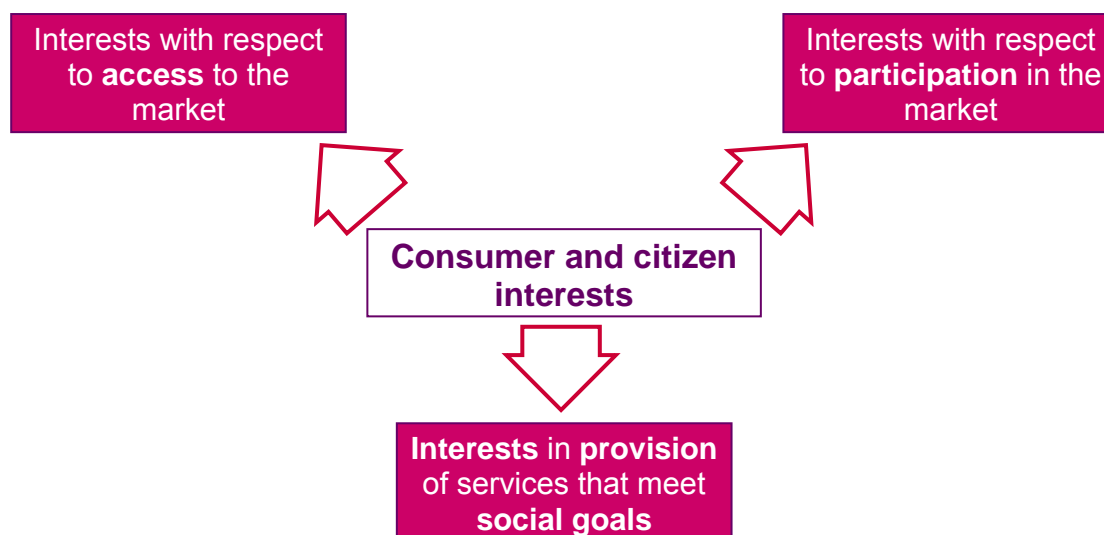 Interests with respect
to access to the
market
Interests with respect
to participation in the
market
Consumer and citizen
interests
Interests in provision
of services that meet
social goals